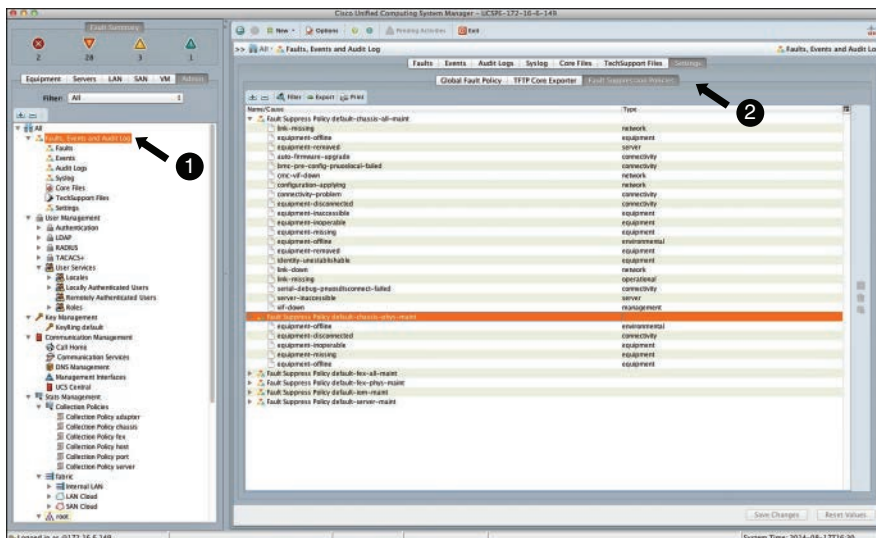 Cisco Unified Computing System Manager - UCSPE-172-16-6-149
Fault Summary
2 28 3 1
Equipment Servers LAN SAN VM Admin
Filter: All
All
Faults, Events and Audit Log
Faults
Events
Audit Logs
Syslog
Core Files
TechSupport Files
Settings
User Management
Authentication
LDAP
RADIUS
TACACS+
User Services
Locales
Locally Authenticated Users
Remotely Authenticated Users
Roles
Key Management
KeyRing default
Communication Management
Call Home
Communication Services
DNS Management
Management Interfaces
UCS Central
Stats Management
Collection Policies
Collection Policy adapter
Collection Policy chassis
Collection Policy fex
Collection Policy host
Collection Policy port
Collection Policy server
fabric
Internal LAN
LAN Cloud
SAN Cloud
root
1
New Options Pending Activities Exit
>> All Faults, Events and Audit Log Faults, Events and Audit Lo
Faults Events Audit Logs Syslog Core Files TechSupport Files Settings
Global Fault Policy TFTP Core Exporter Fault Suppression Policies
2
Filter Export Print
Name/Cause Type
Fault Suppress Policy default-chassis-all-maint
link-missing network
equipment-offline equipment
equipment-removed server
auto-firmware-upgrade connectivity
connectivity
cmc-vif-down network
configuration-applying network
connectivity-problem connectivity
equipment-disconnected connectivity
equipment-inaccessible equipment
equipment-inoperable equipment
equipment-missing equipment
equipment-offline environmental
equipment-removed equipment
identity-unestablishable equipment
link-down network
link-missing operational
connectivity
server-inaccessible server
vif-down management
Fault Suppress Policy default-chassis-phys-maint
equipment-offline environmental
equipment-disconnected connectivity
equipment-inoperable equipment
equipment-missing equipment
equipment-offline equipment
Fault Suppress Policy default-fex-all-maint
Fault Suppress Policy default-fex-phys-maint
Fault Suppress Policy default-iom-maint
Fault Suppress Policy default-server-maint
Save Changes Reset Values